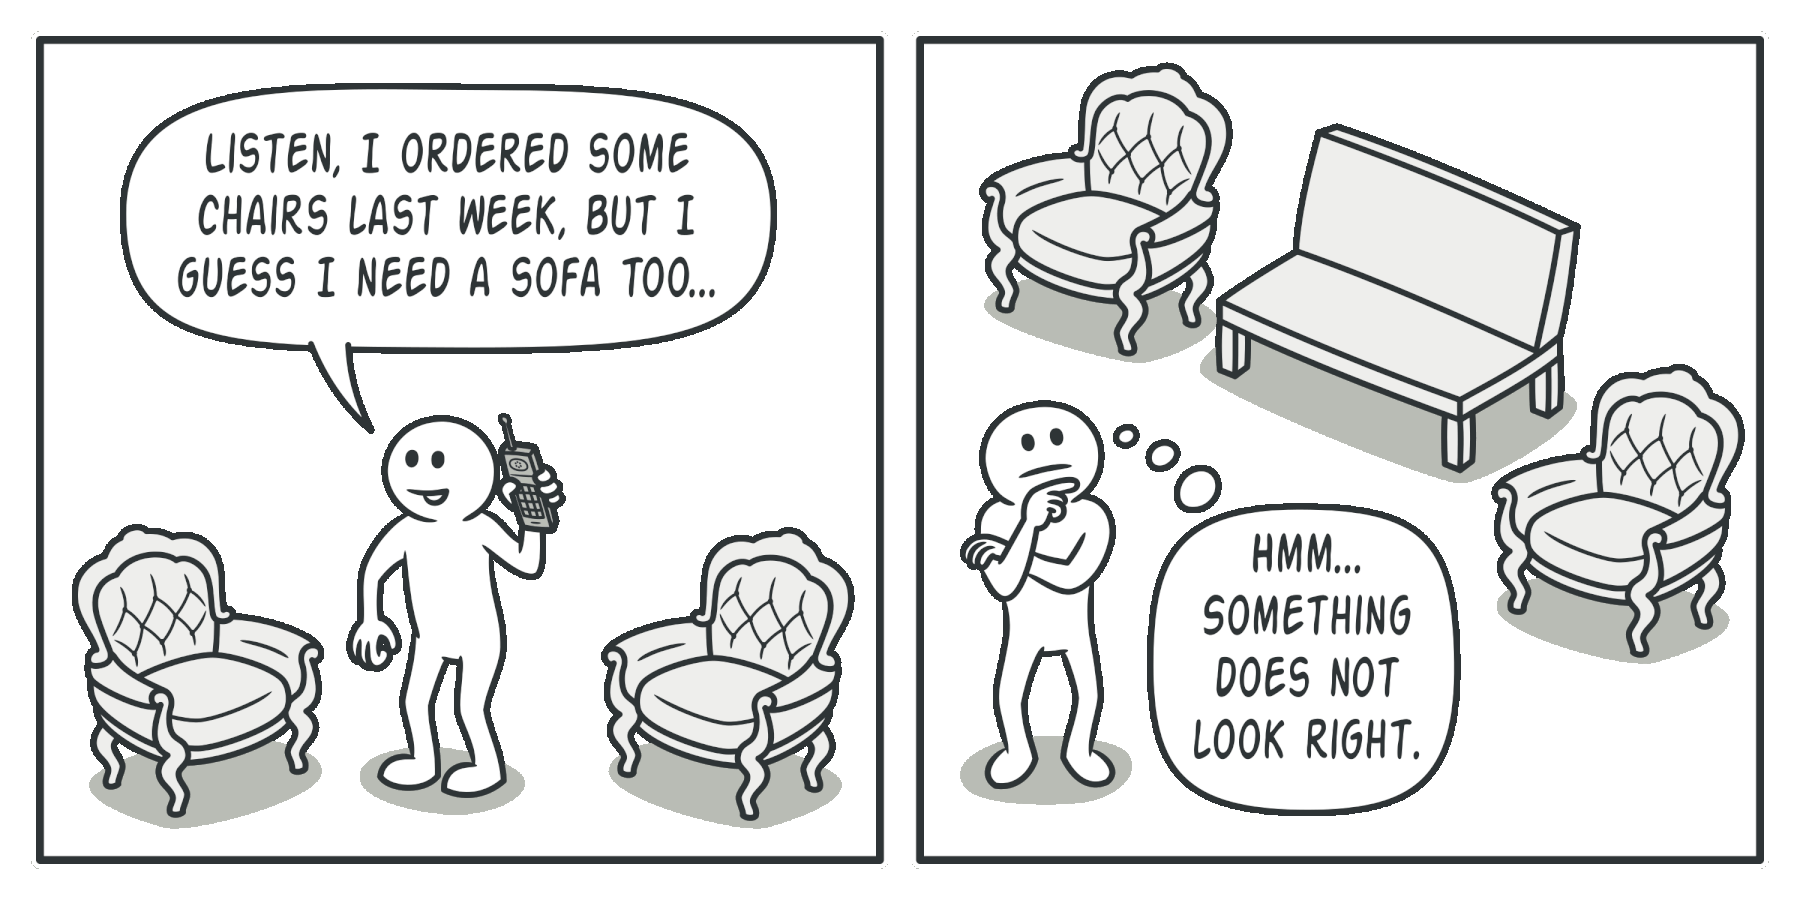 LISTEN, I ORDERED SOME
CHAIRS LAST WEEK, BUT I
GUESS I NEED A SOFA TOO...
HMM...
SOMETHING
DOES NOT
LOOK RIGHT.